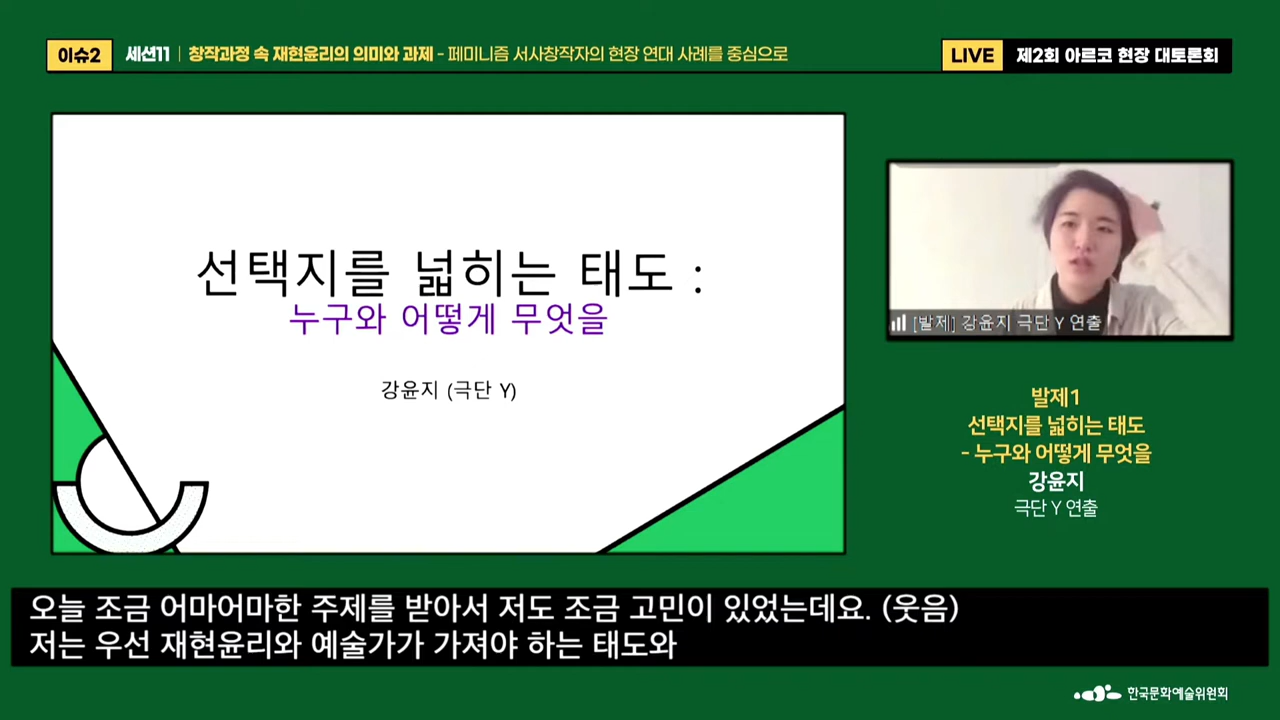 이슈2 세션11 | 창작과정 속 재현윤리의 의미와 과제 - 페미니즘 서사창작자의 현장 연대 사례를 중심으로
LIVE 제2회 아르코 현장 대토론회
선택지를 넓히는 태도 :
누구와 어떻게 무엇을
강윤지 (극단 Y)
[발제] 강윤지 극단 Y 연출
발제1
선택지를 넓히는 태도
- 누구와 어떻게 무엇을
강윤지
극단 Y 연출
오늘 조금 어마어마한 주제를 받아서 저도 조금 고민이 있었는데요. (웃음)
저는 우선 재현윤리와 예술가가 가져야 하는 태도와
한국문화예술위원회